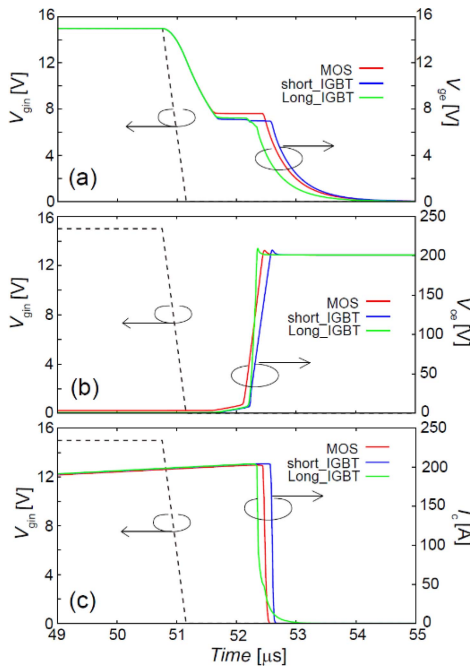 16
16
12
12
8
8
4
4
0
0
V_gin [V]
V_ge [V]
MOS
short_IGBT
Long_IGBT
(a)
16
250
12
200
150
8
100
4
50
0
0
V_gin [V]
V_ce [V]
MOS
short_IGBT
Long_IGBT
(b)
16
250
12
200
150
8
100
4
50
0
0
V_gin [V]
I_c [A]
MOS
short_IGBT
Long_IGBT
(c)
49 50 51 52 53 54 55
Time [μs]